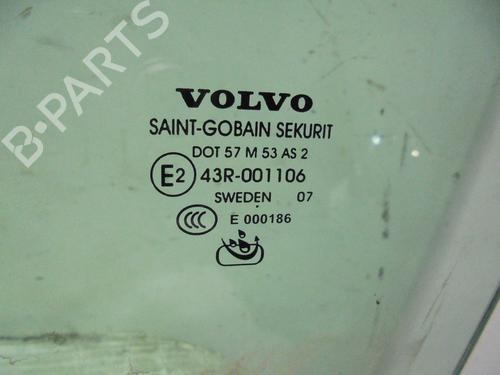 B-PARTS
VOLVO
SAINT-GOBAIN SEKURIT
DOT 57 M 53 AS 2
E2 43R-001106
SWEDEN 07
CCC E 000186